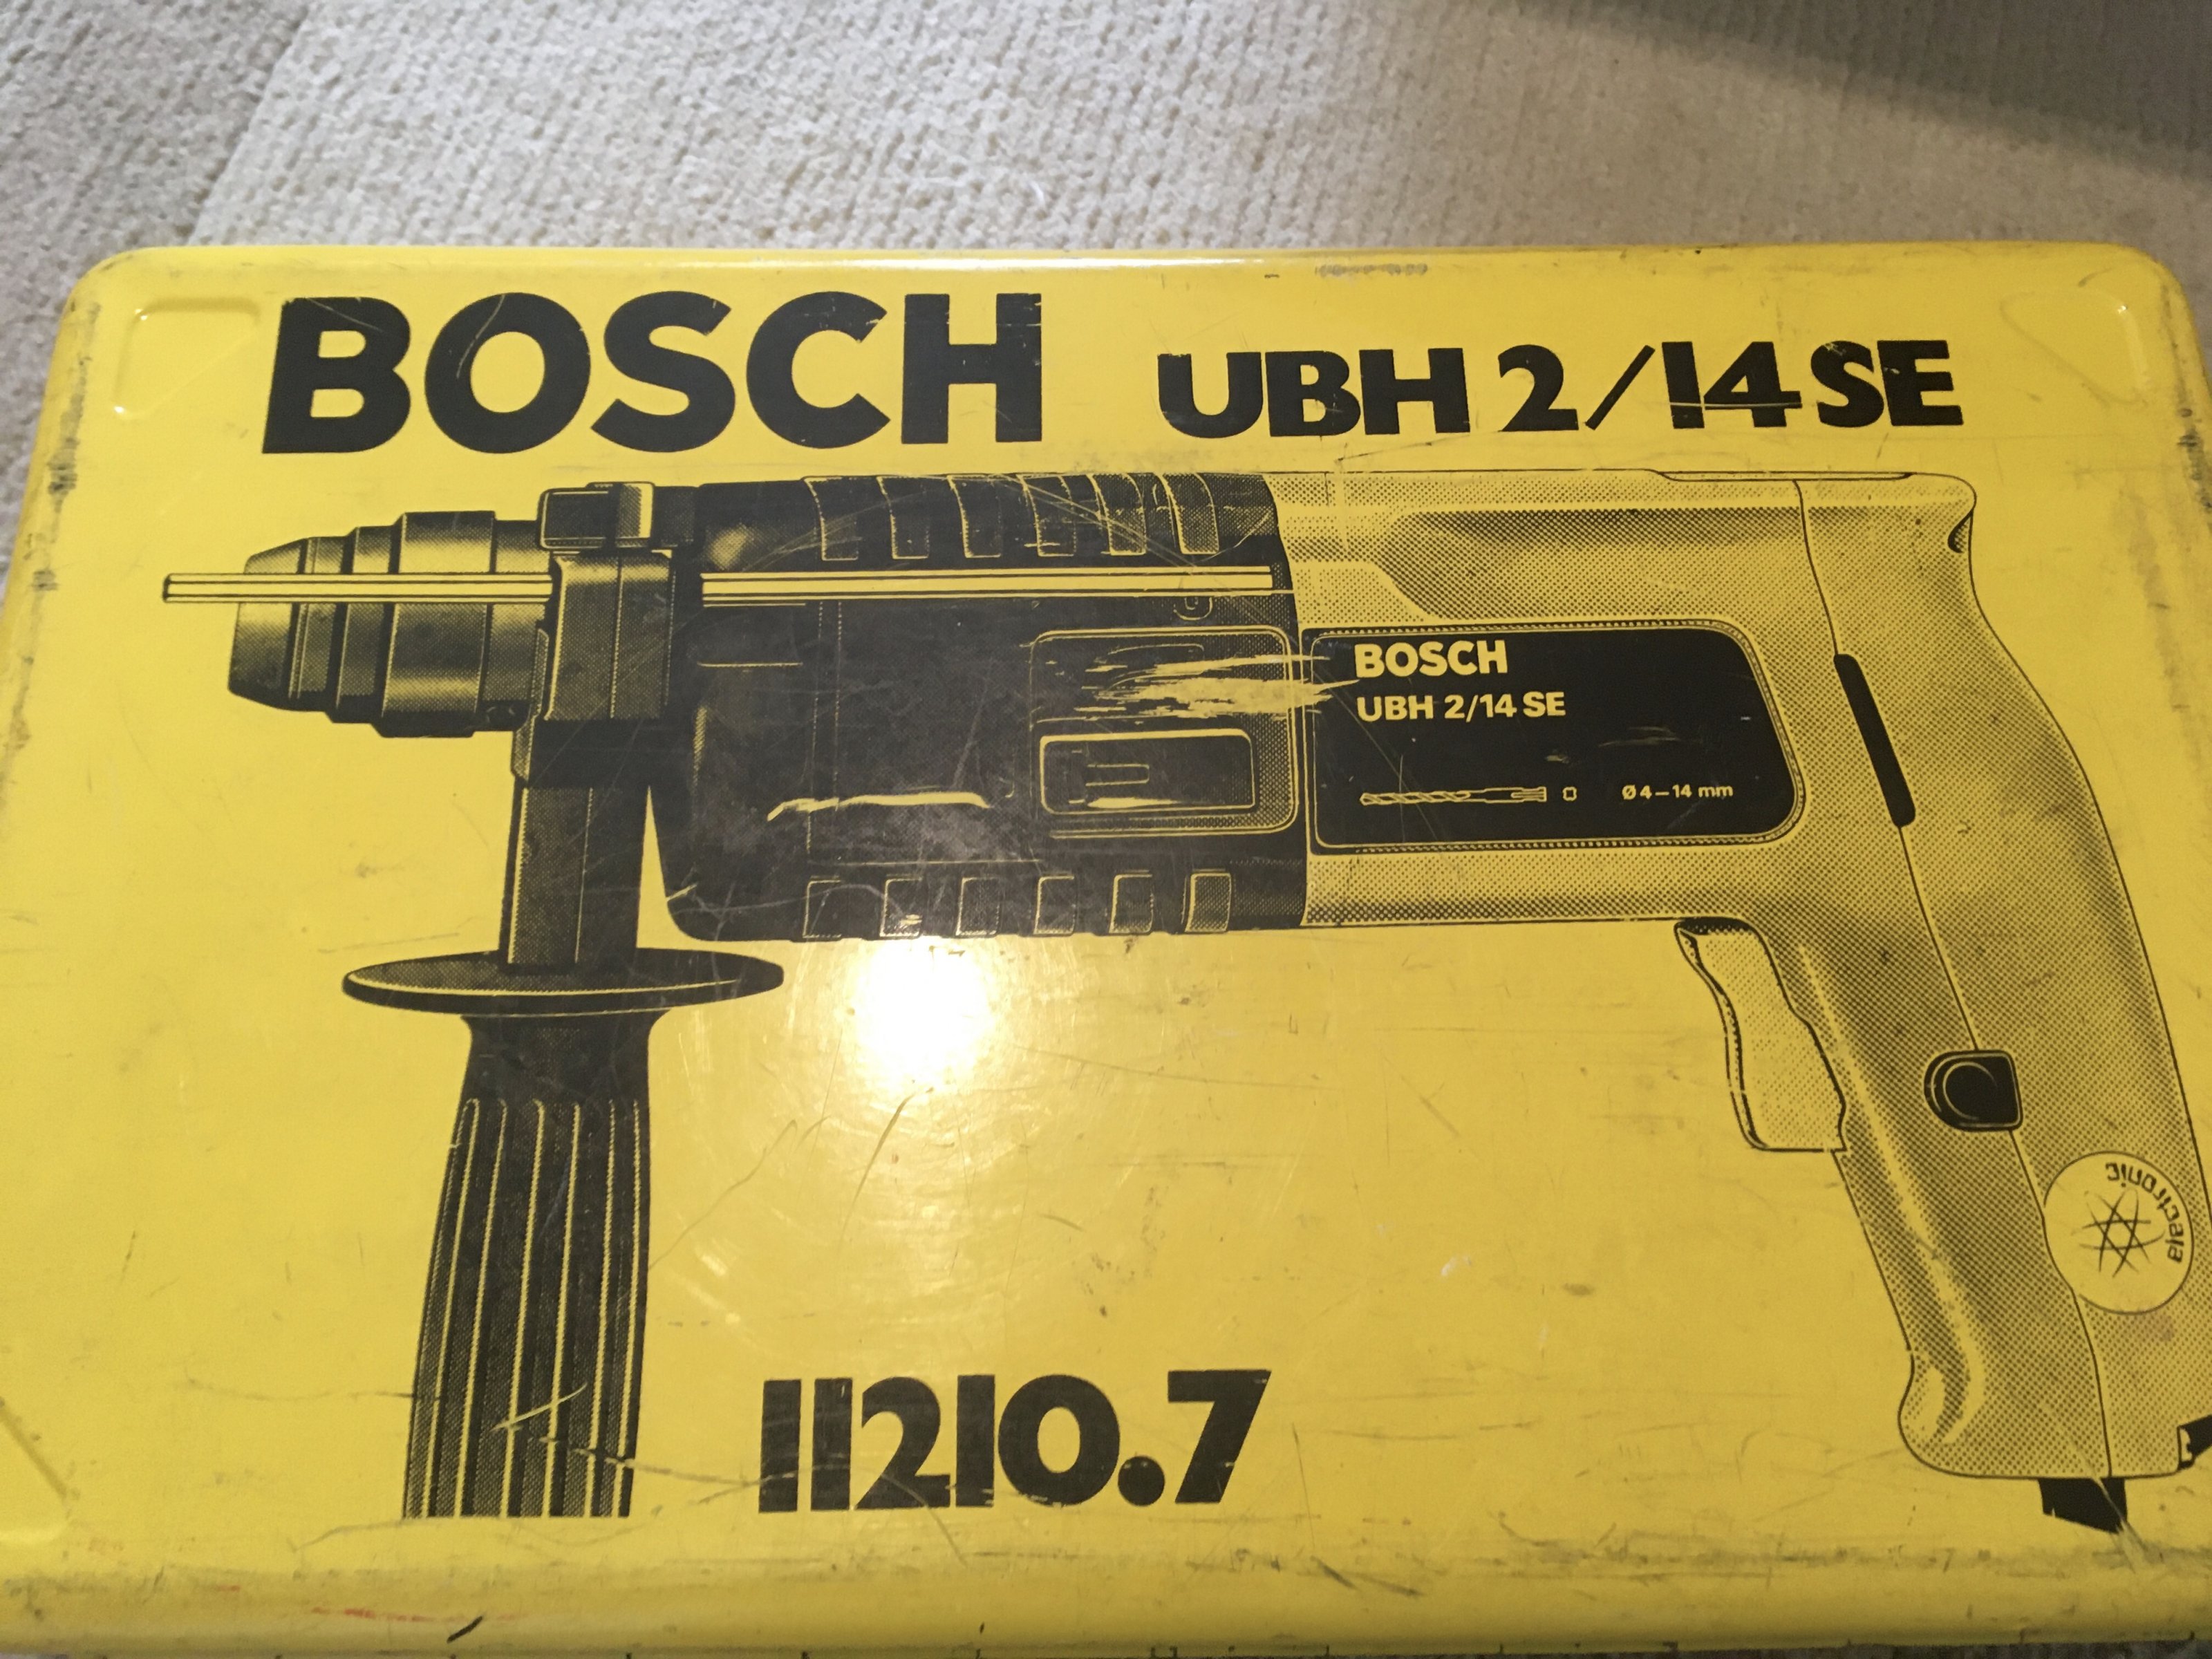 BOSCH UBH 2/14 SE
BOSCH
UBH 2/14 SE
Ø 4–14 mm
electronic
11210.7